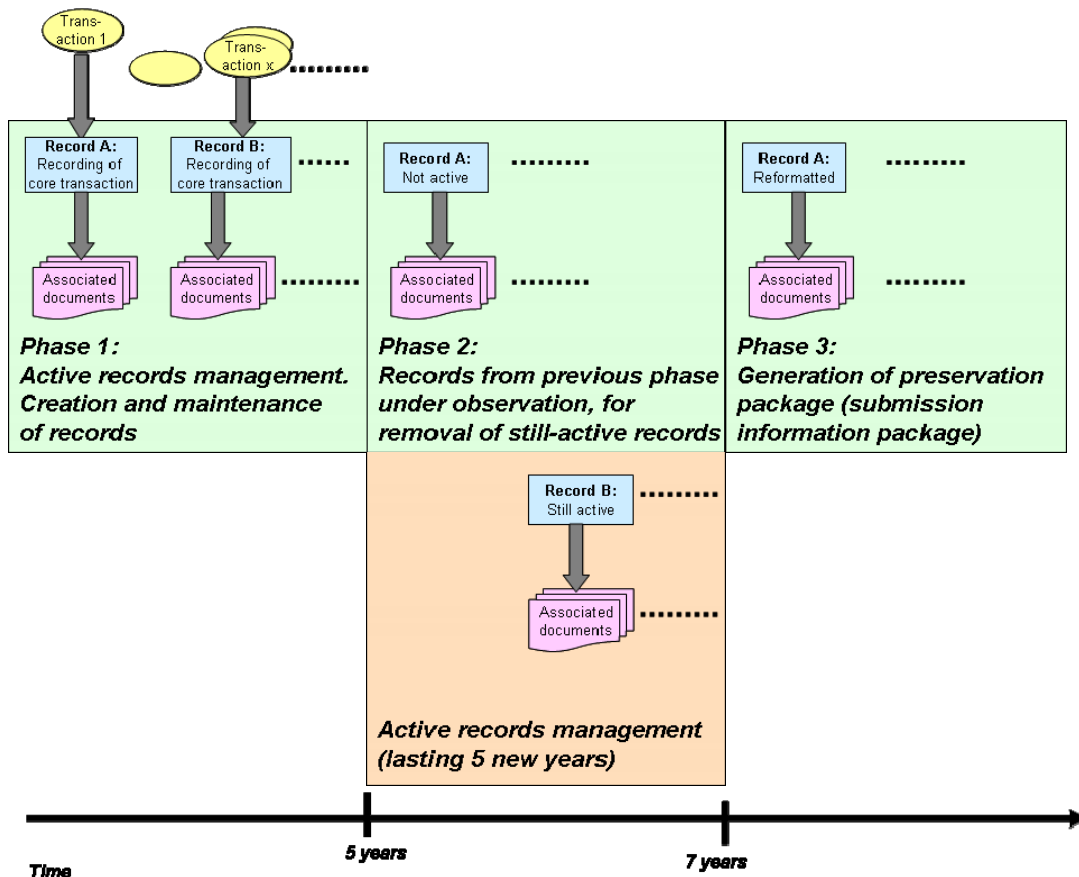 Trans-
action 1
Trans-
action x
Record A:
Recording of
core transaction
Record B:
Recording of
core transaction
Associated
documents
Associated
documents
Phase 1:
Active records management.
Creation and maintenance
of records
Record A:
Not active
Associated
documents
Phase 2:
Records from previous phase
under observation, for
removal of still-active records
Record A:
Reformatted
Associated
documents
Phase 3:
Generation of preservation
package (submission
information package)
Record B:
Still active
Associated
documents
Active records management
(lasting 5 new years)
5 years
7 years
Time